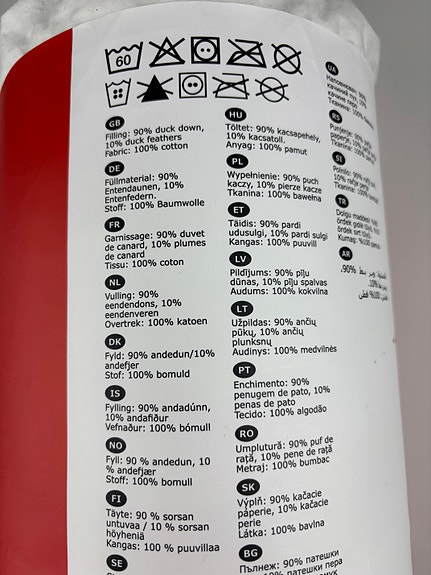 60
GB
Filling: 90% duck down,
10% duck feathers
Fabric: 100% cotton
DE
Füllmaterial: 90%
Entendaunen, 10%
Entenfedern.
Stoff: 100% Baumwolle
FR
Garnissage: 90% duvet
de canard, 10% plumes
de canard
Tissu: 100% coton
NL
Vulling: 90%
eendendons, 10%
eendenveren
Overtrek: 100% katoen
DK
Fyld: 90% andedun/10%
andefjer
Stof: 100% bomuld
IS
Fylling: 90% andadúnn,
10% andafiður
Vefnaður: 100% bómull
NO
Fyll: 90 % andedun, 10
% andefjær
Stoff: 100% bomull
FI
Täyte: 90 % sorsan
untuvaa / 10 % sorsan
höyheniä
Kangas: 100 % puuvillaa
SE
HU
Töltet: 90% kacsapehely,
10% kacsatoll.
Anyag: 100% pamut
PL
Wypełnienie: 90% puch
kaczy, 10% pierze kacze
Tkanina: 100% bawełna
ET
Täidis: 90% pardi
udusulgi, 10% pardi sulgi
Kangas: 100% puuvill
LV
Pildījums: 90% pīļu
dūnas, 10% pīļu spalvas
Audums: 100% kokvilna
LT
Užpildas: 90% ančių
pūkų, 10% ančių
plunksnų
Audinys: 100% medvilnės
PT
Enchimento: 90%
penugem de pato, 10%
penas de pato
Tecido: 100% algodão
RO
Umplutură: 90% puf de
rață, 10% pene de rață
Metraj: 100% bumbac
SK
Výplň: 90% kačacie
páperie, 10% kačacie
perie
Látka: 100% bavlna
BG
Пълнеж: 90% патешки
10% патешки пера
UA
RS
SI
TR
AR